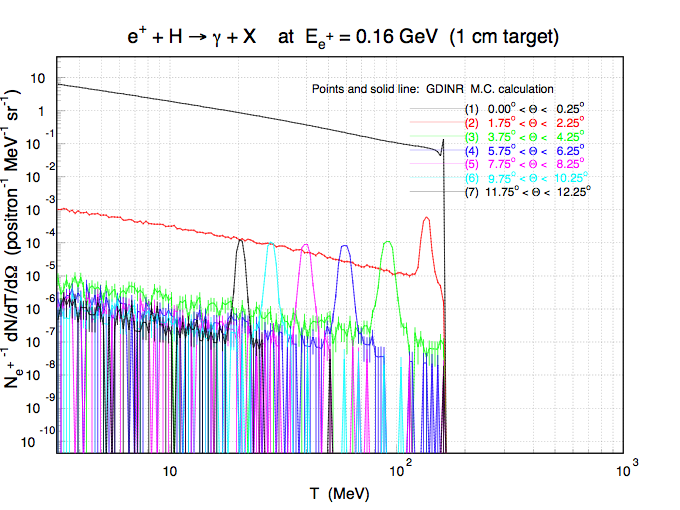 e⁺ + H → γ + X at E_e⁺ = 0.16 GeV (1 cm target)
Points and solid line: GDINR M.C. calculation
(1) 0.00° < Θ < 0.25°
(2) 1.75° < Θ < 2.25°
(3) 3.75° < Θ < 4.25°
(4) 5.75° < Θ < 6.25°
(5) 7.75° < Θ < 8.25°
(6) 9.75° < Θ < 10.25°
(7) 11.75° < Θ < 12.25°
N_e⁺⁻¹ dN/dT/dΩ (positron⁻¹ MeV⁻¹ sr⁻¹)
10
1
10⁻¹
10⁻²
10⁻³
10⁻⁴
10⁻⁵
10⁻⁶
10⁻⁷
10⁻⁸
10⁻⁹
10⁻¹⁰
10 10² 10³
T (MeV)